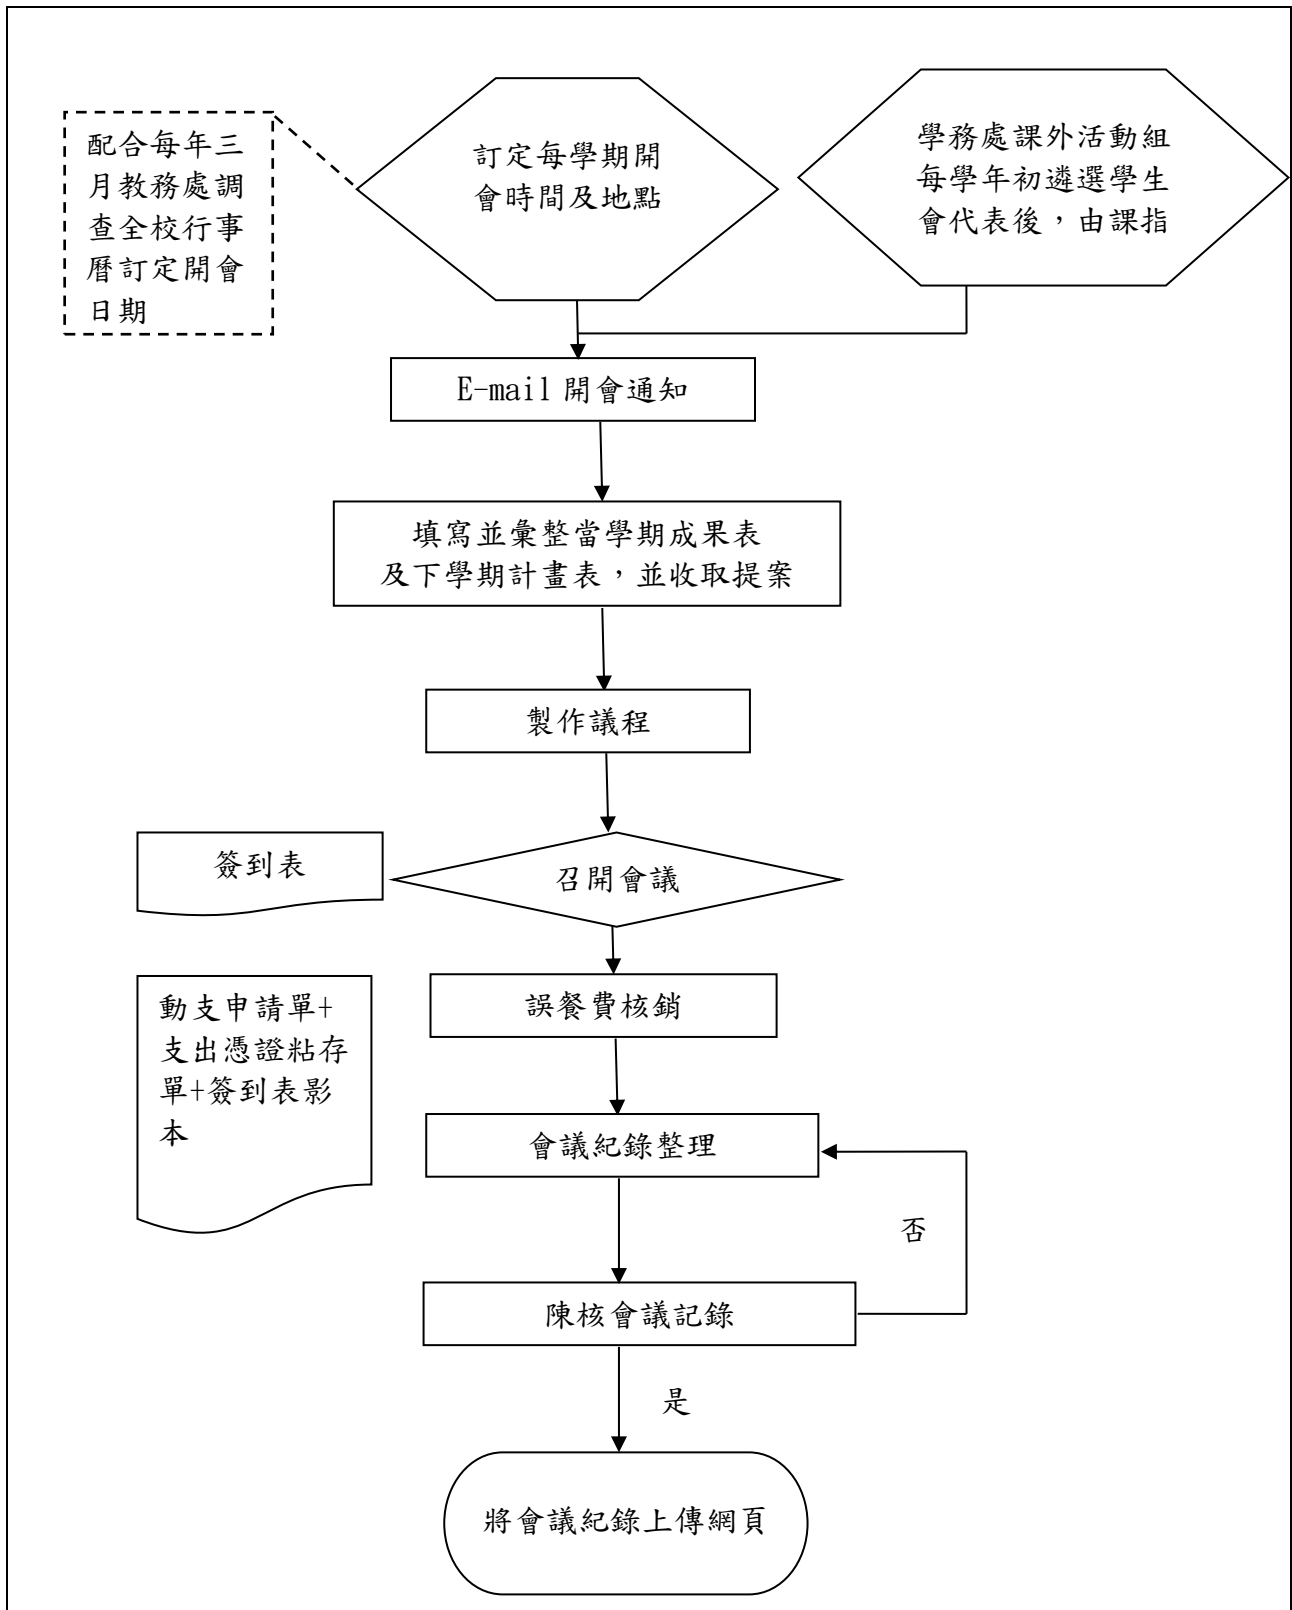 配合每年三
月教務處調
查全校行事
曆訂定開會
日期
訂定每學期開
會時間及地點
學務處課外活動組
每學年初遴選學生
會代表後，由課指
E-mail 開會通知
填寫並彙整當學期成果表
及下學期計畫表，並收取提案
製作議程
簽到表
召開會議
動支申請單+
支出憑證粘存
單+簽到表影
本
誤餐費核銷
會議紀錄整理
否
陳核會議記錄
是
將會議紀錄上傳網頁